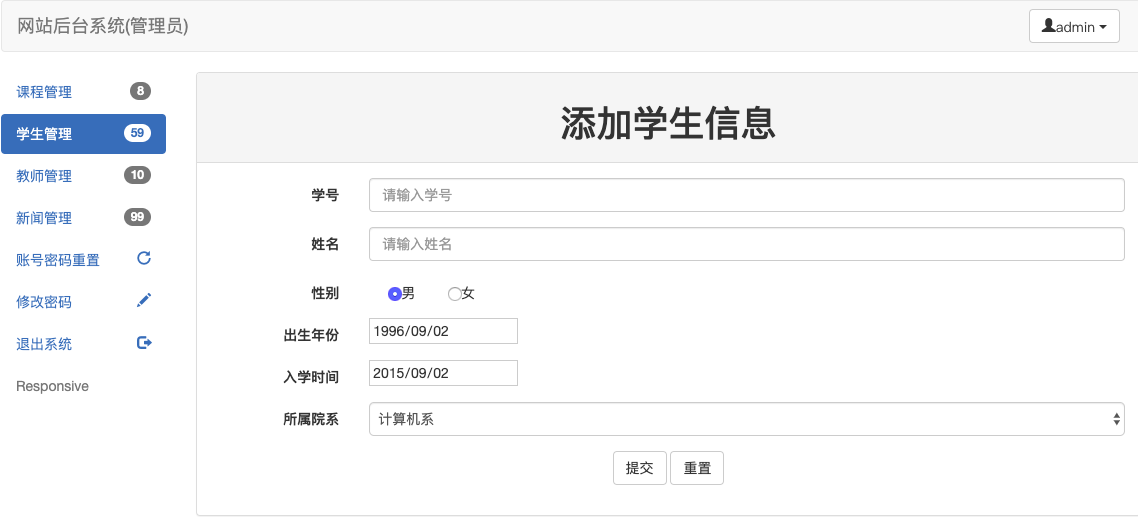 网站后台系统(管理员)
admin
课程管理 8
学生管理 59
教师管理 10
新闻管理 99
账号密码重置
修改密码
退出系统
Responsive
添加学生信息
学号 请输入学号
姓名 请输入姓名
性别 男 女
出生年份 1996/09/02
入学时间 2015/09/02
所属院系 计算机系
提交 重置